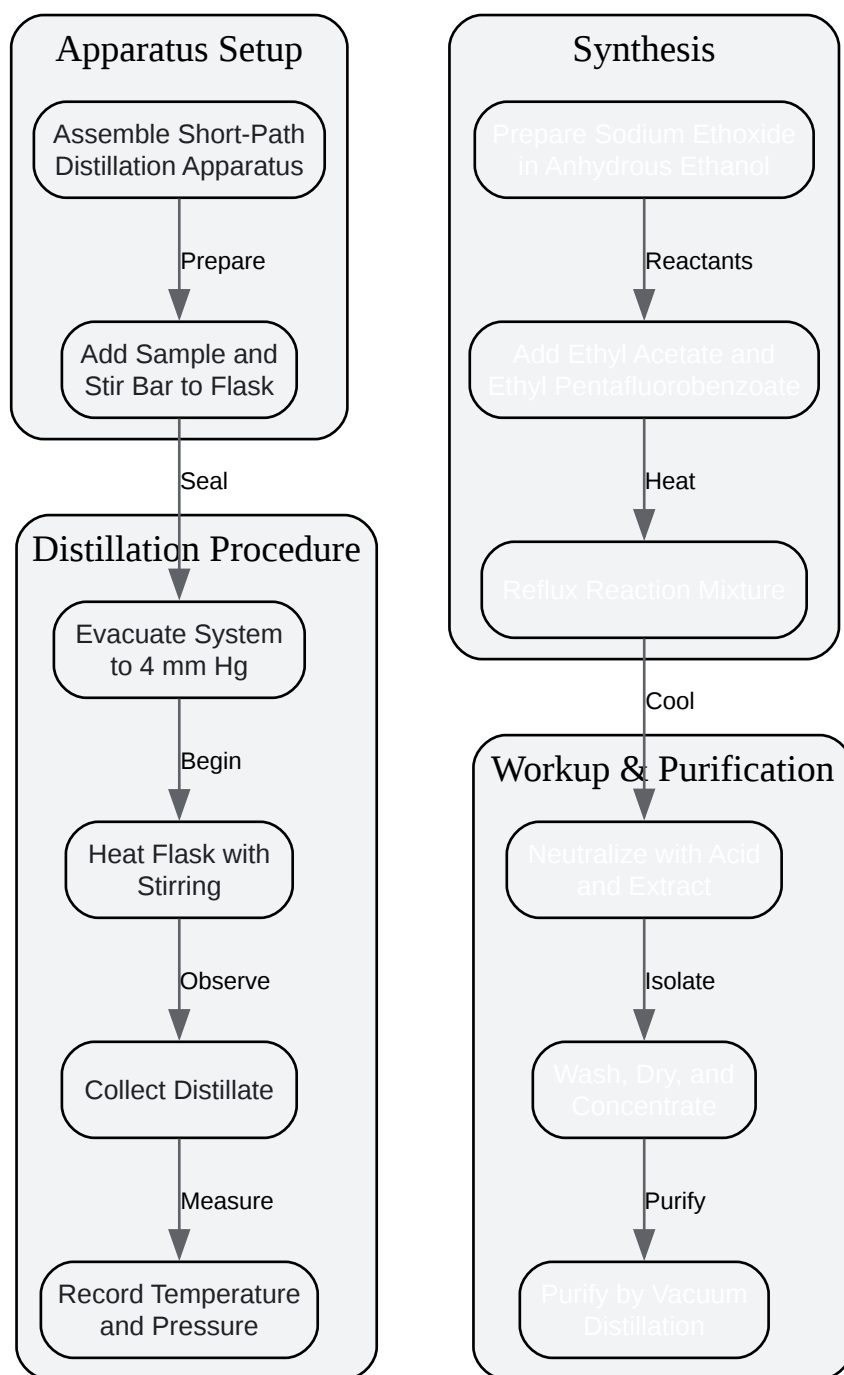 Apparatus Setup
Assemble Short-Path
Distillation Apparatus
Prepare
Add Sample and
Stir Bar to Flask
Seal
Distillation Procedure
Evacuate System
to 4 mm Hg
Begin
Heat Flask with
Stirring
Observe
Collect Distillate
Measure
Record Temperature
and Pressure
Synthesis
Prepare Sodium Ethoxide
in Anhydrous Ethanol
Reactants
Add Ethyl Acetate and
Ethyl Pentafluorobenzoate
Heat
Reflux Reaction Mixture
Cool
Workup & Purification
Neutralize with Acid
and Extract
Isolate
Wash, Dry, and
Concentrate
Purify
Purify by Vacuum
Distillation